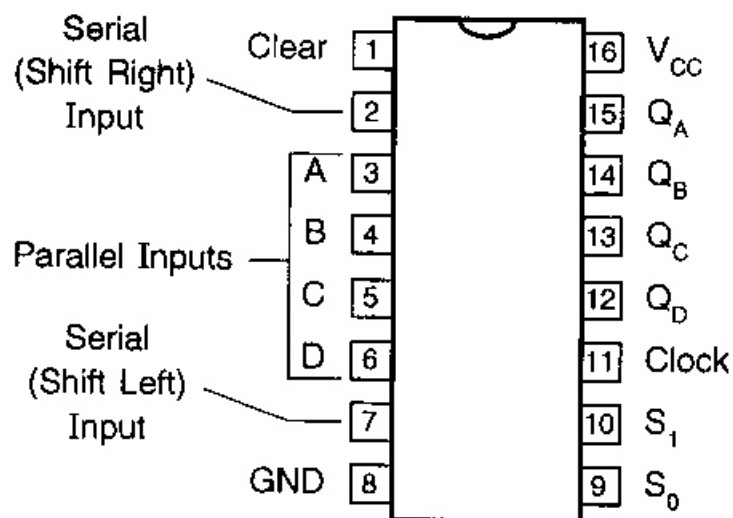 Serial
(Shift Right)
Input
Clear 1
2
A 3
B 4
Parallel Inputs
C 5
D 6
Serial
(Shift Left)
Input
7
GND 8
16 VCC
15 QA
14 QB
13 QC
12 QD
11 Clock
10 S1
9 S0